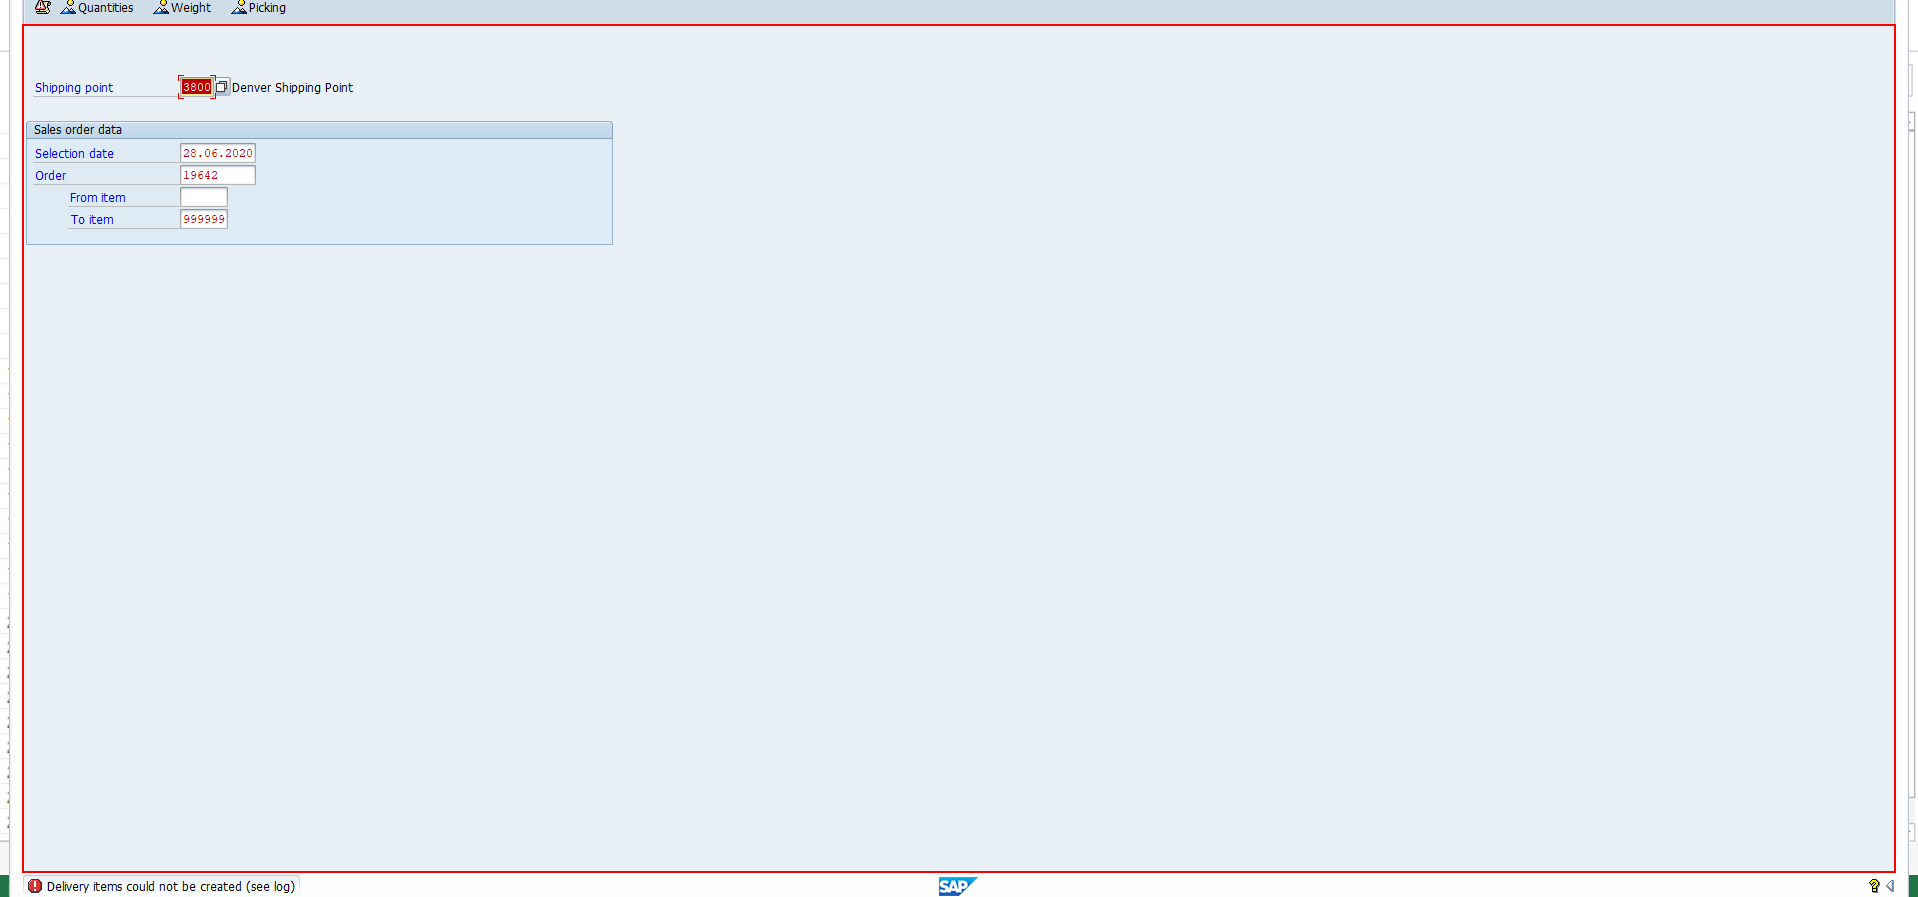 Quantities Weight Picking
Shipping point 3800 Denver Shipping Point
Sales order data
Selection date 28.06.2020
Order 19642
From item
To item 999999
Delivery items could not be created (see log) SAP